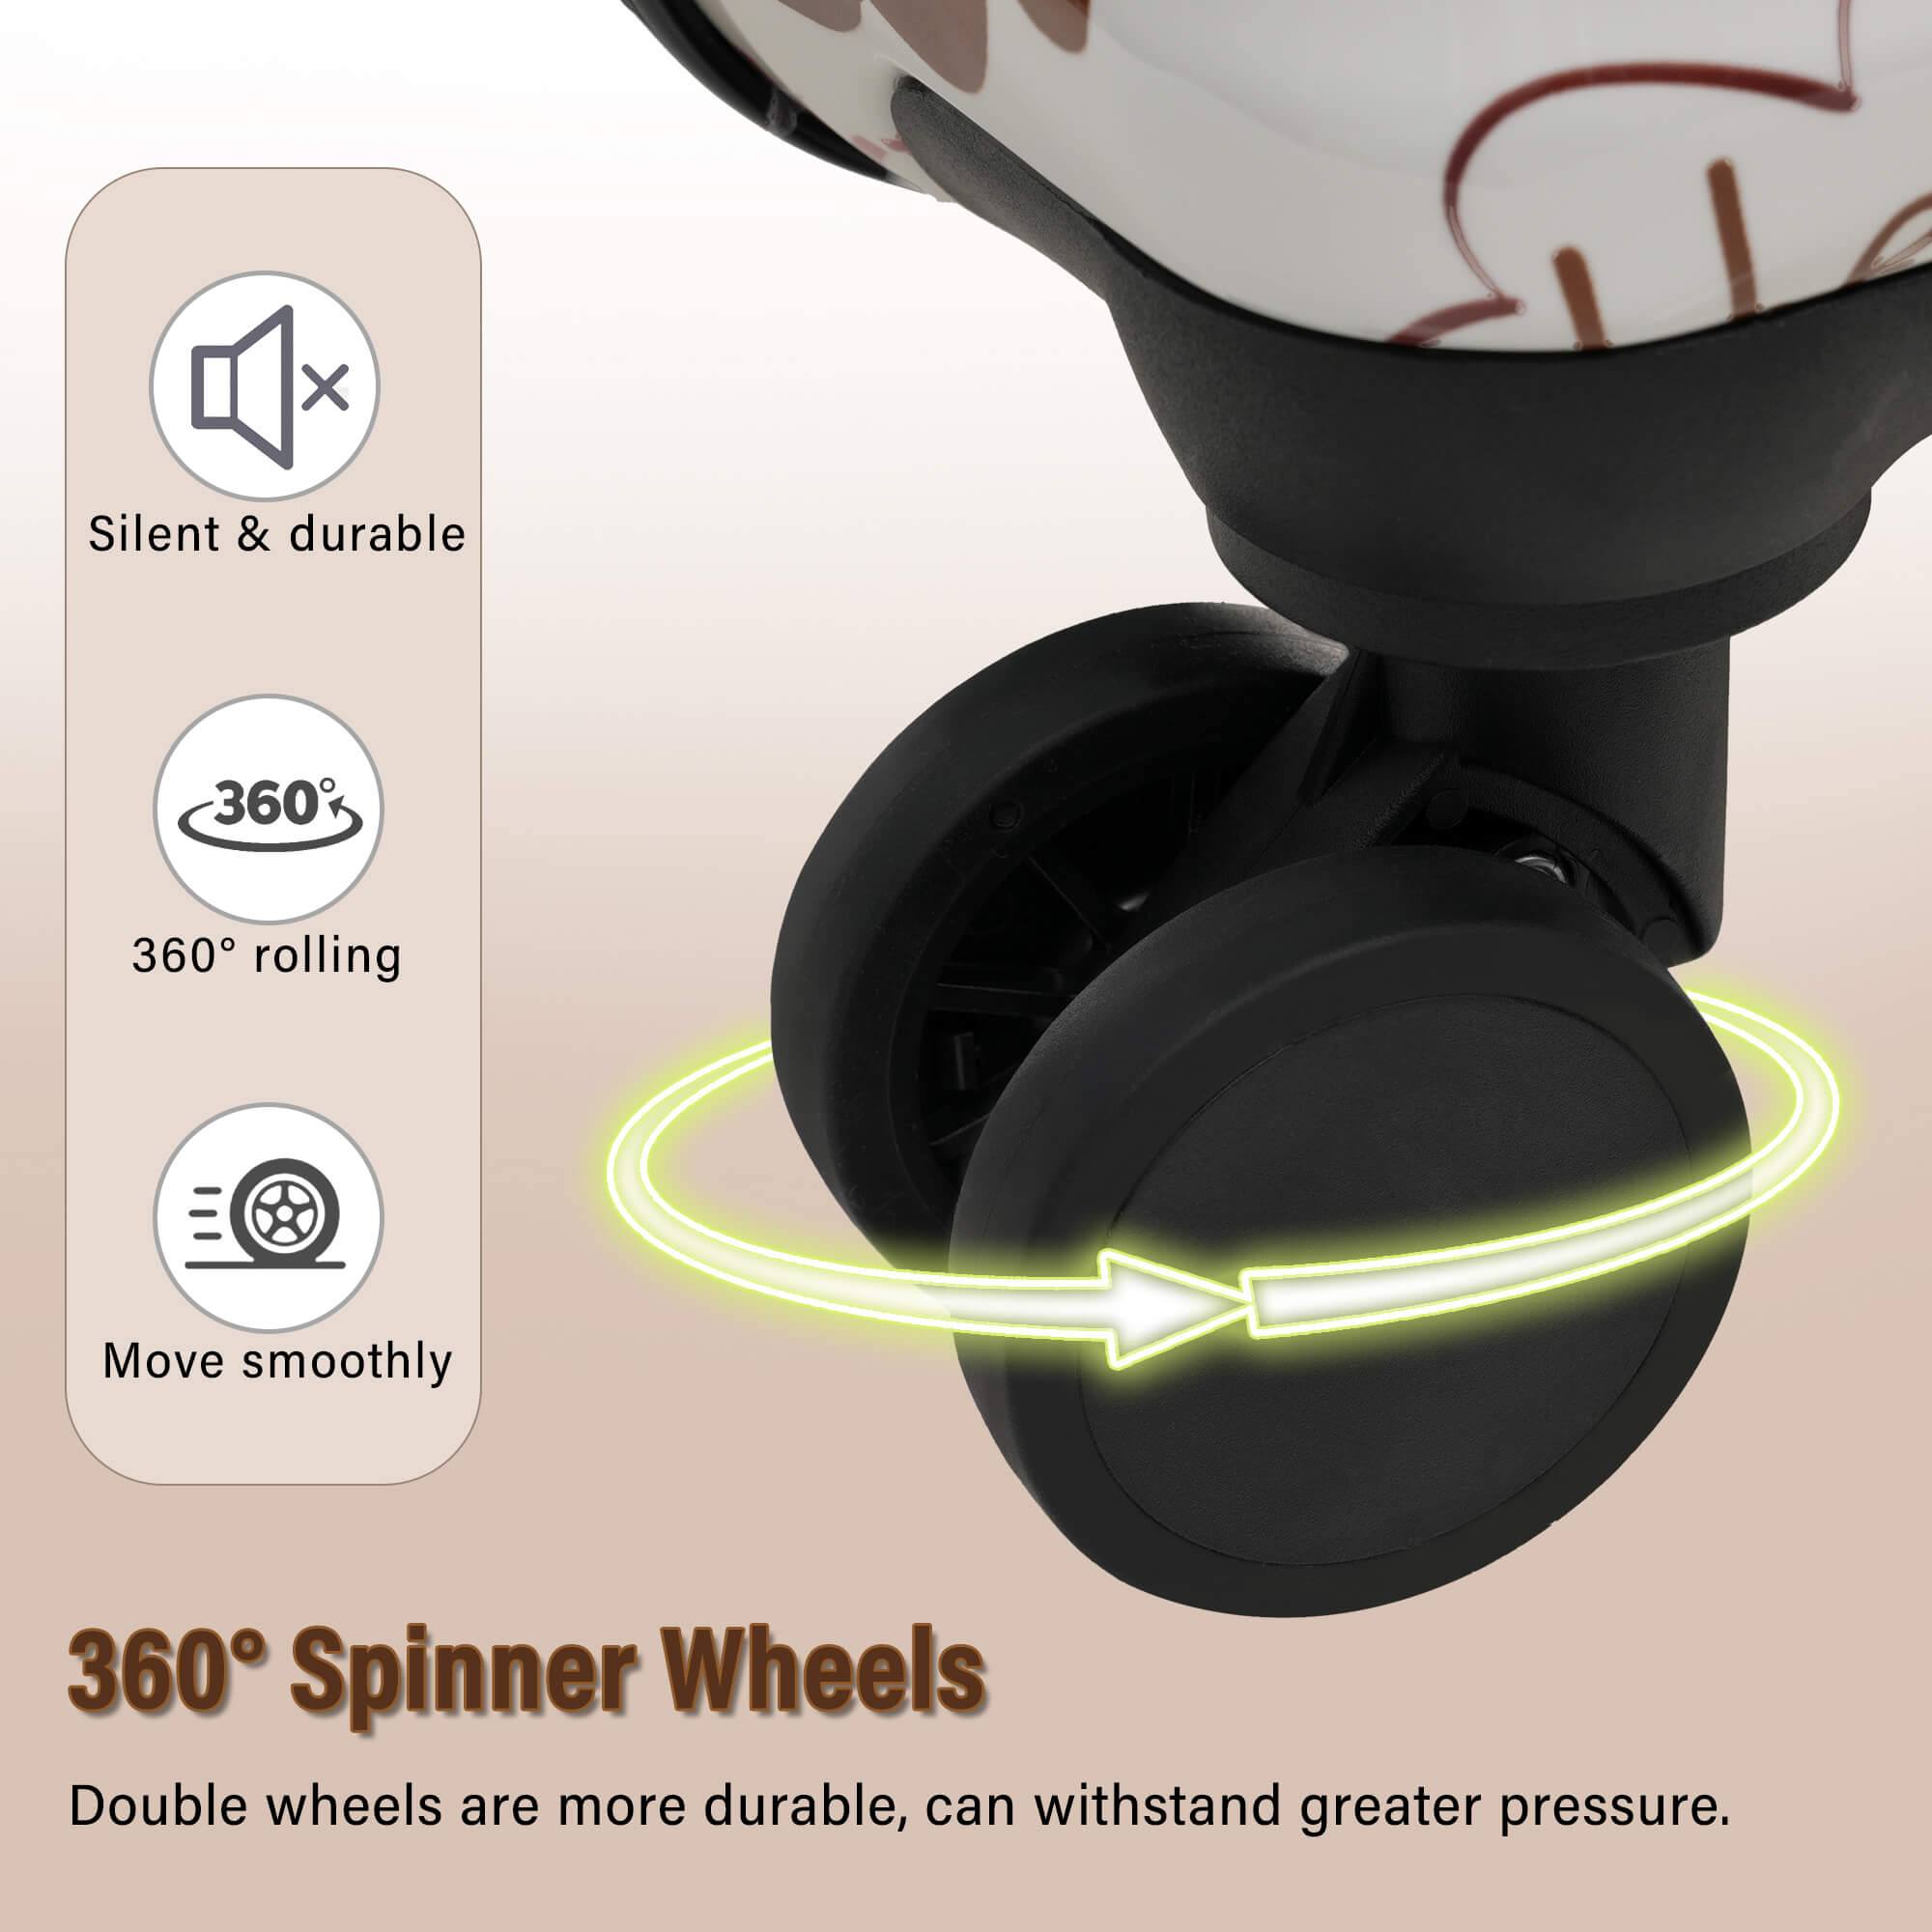 Silent & durable
360°
360° rolling
Move smoothly
360° Spinner Wheels
Double wheels are more durable, can withstand greater pressure.